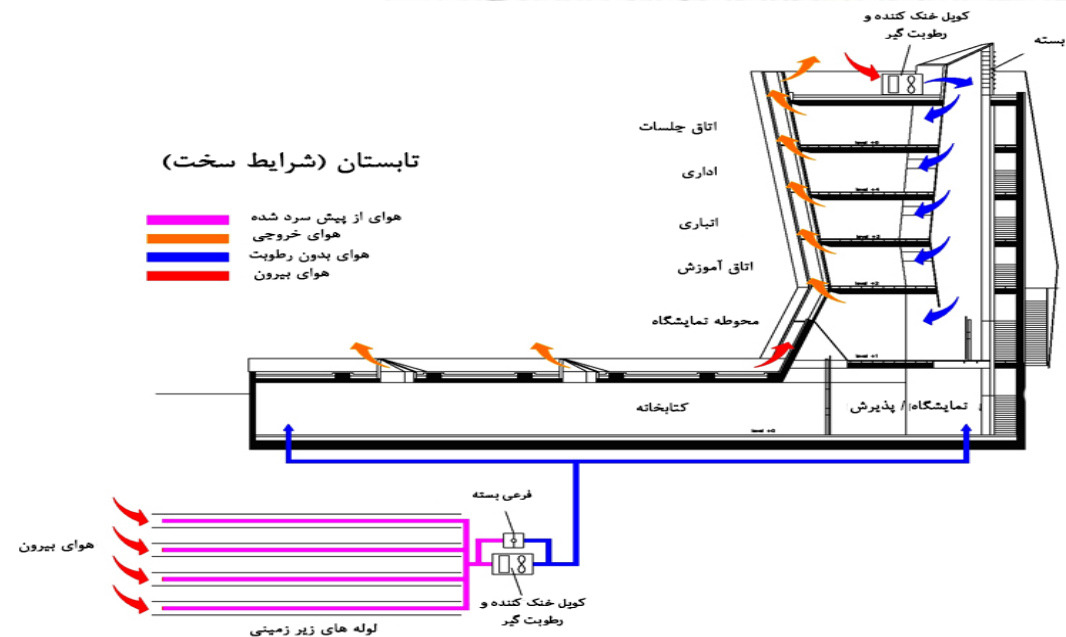 کویل خنک کننده و
رطوبت گیر
بسته
اتاق جلسات
تابستان (شرایط سخت)
اداری
هوای از پیش سرد شده
هوای خروجی
هوای بدون رطوبت
هوای بیرون
انباری
اتاق آموزش
محوطه نمایشگاه
کتابخانه
نمایشگاه / پذیرش
فرعی بسته
هوای بیرون
کویل خنک کننده و
رطوبت گیر
لوله های زیر زمینی